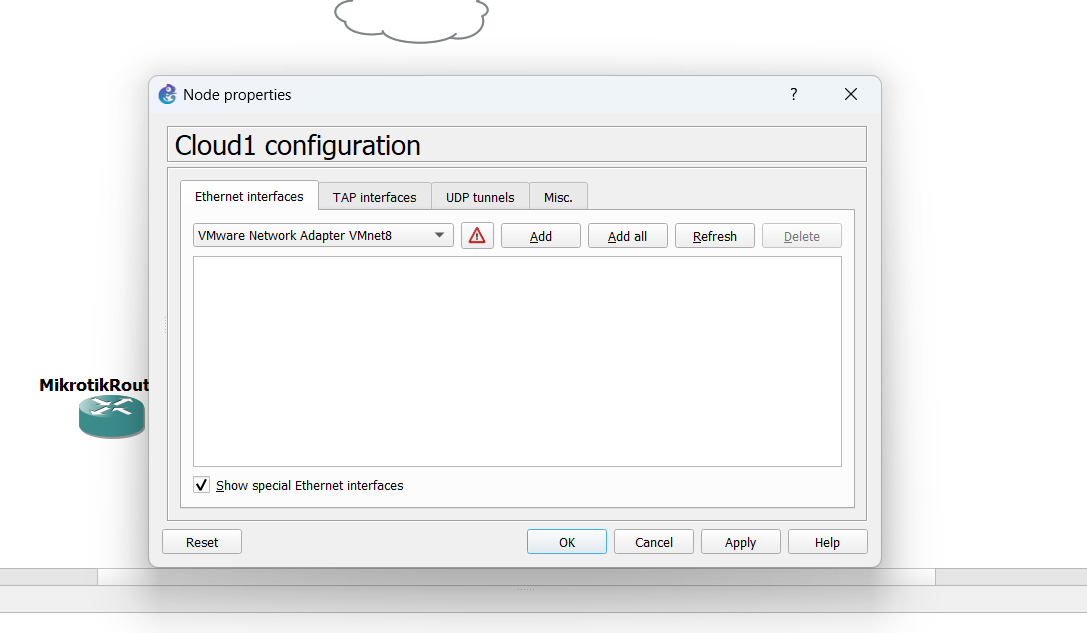 Node properties
?
Cloud1 configuration
Ethernet interfaces TAP interfaces UDP tunnels Misc.
VMware Network Adapter VMnet8 Add Add all Refresh Delete
MikrotikRout
Show special Ethernet interfaces
Reset OK Cancel Apply Help